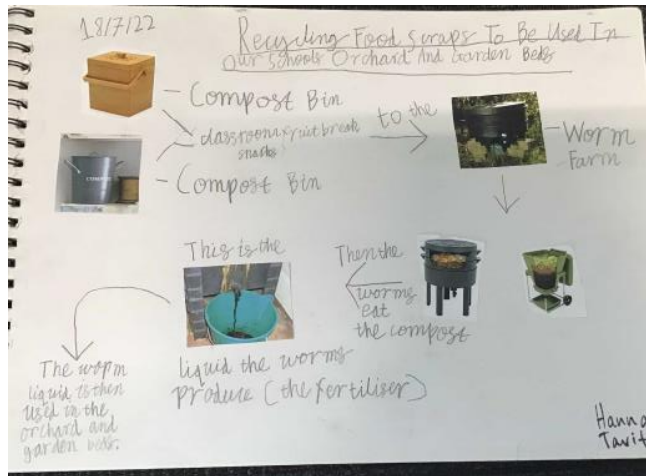 18/7/22
Recycling Food Scraps To Be Used In
Our Schools Orchard And Garden Beds
Compost Bin
classroom fruit break
snacks
to the
Worm
Farm
Compost Bin
Then the
worms
eat
the compost
This is the
liquid the worms
produce (the fertiliser)
The worm
liquid is then
used in the
orchard and
garden beds.
Hanna